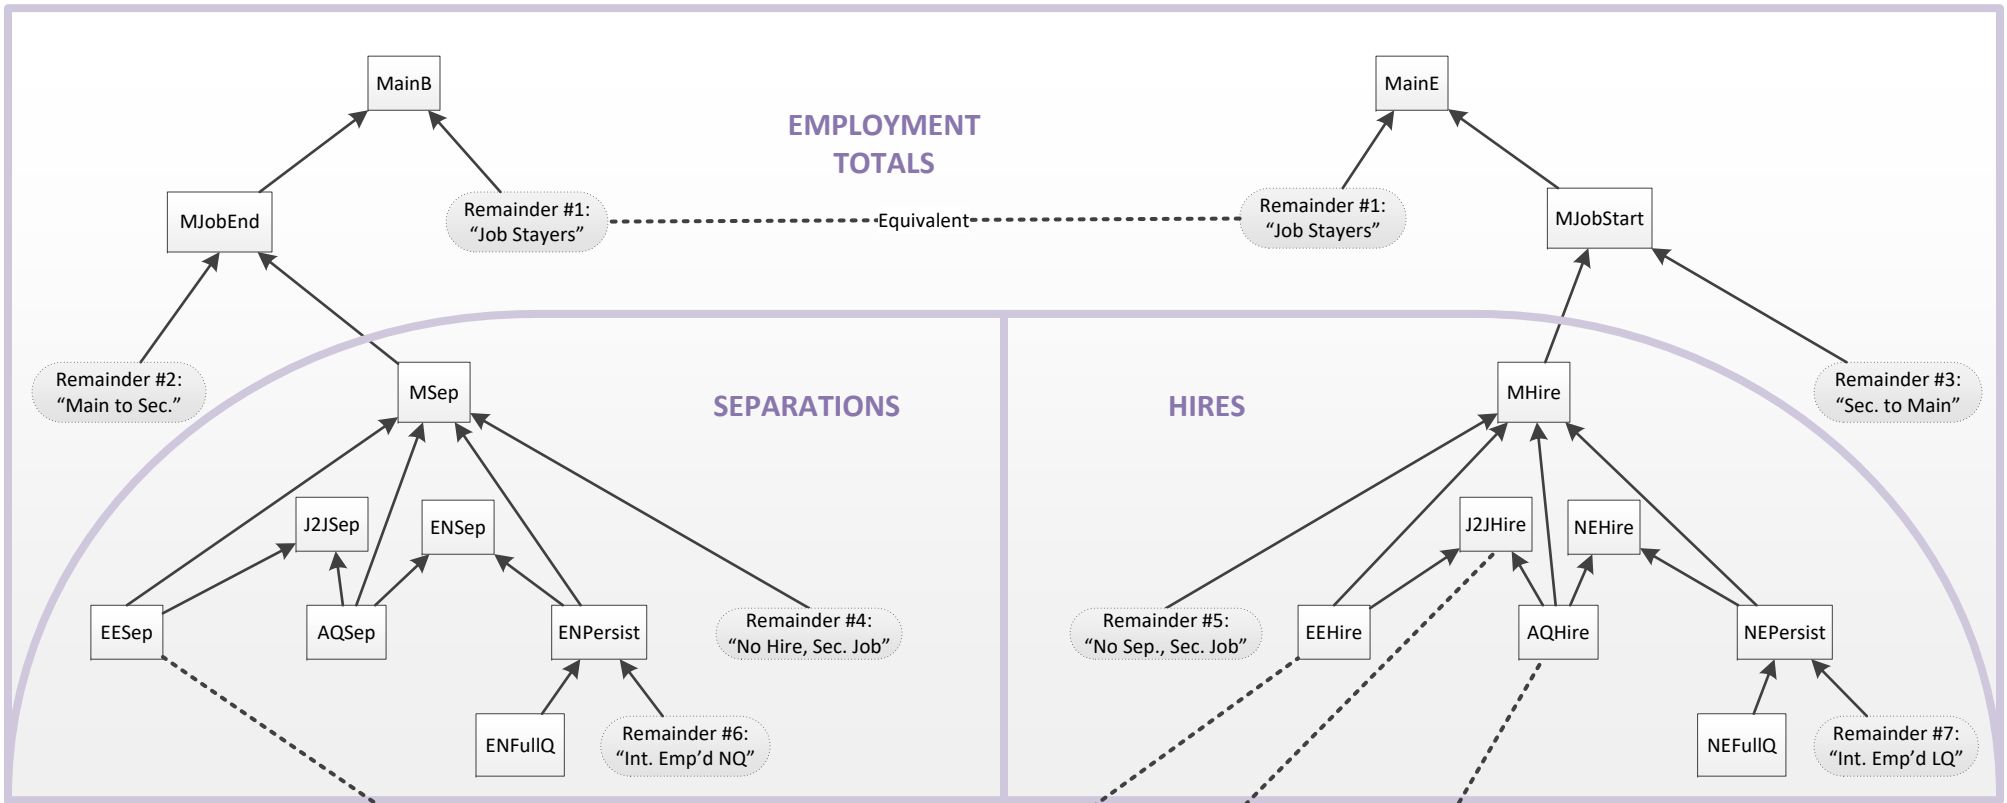 MainB
MainE
EMPLOYMENT
TOTALS
MJobEnd
Remainder #1:
“Job Stayers”
Equivalent
Remainder #1:
“Job Stayers”
MJobStart
Remainder #2:
“Main to Sec.”
MSep
SEPARATIONS
HIRES
MHire
Remainder #3:
“Sec. to Main”
J2JSep
ENSep
J2JHire
NEHire
EESep
AQSep
ENPersist
Remainder #4:
“No Hire, Sec. Job”
Remainder #5:
“No Sep., Sec. Job”
EEHire
AQHire
NEPersist
ENFullQ
Remainder #6:
“Int. Emp’d NQ”
NEFullQ
Remainder #7:
“Int. Emp’d LQ”